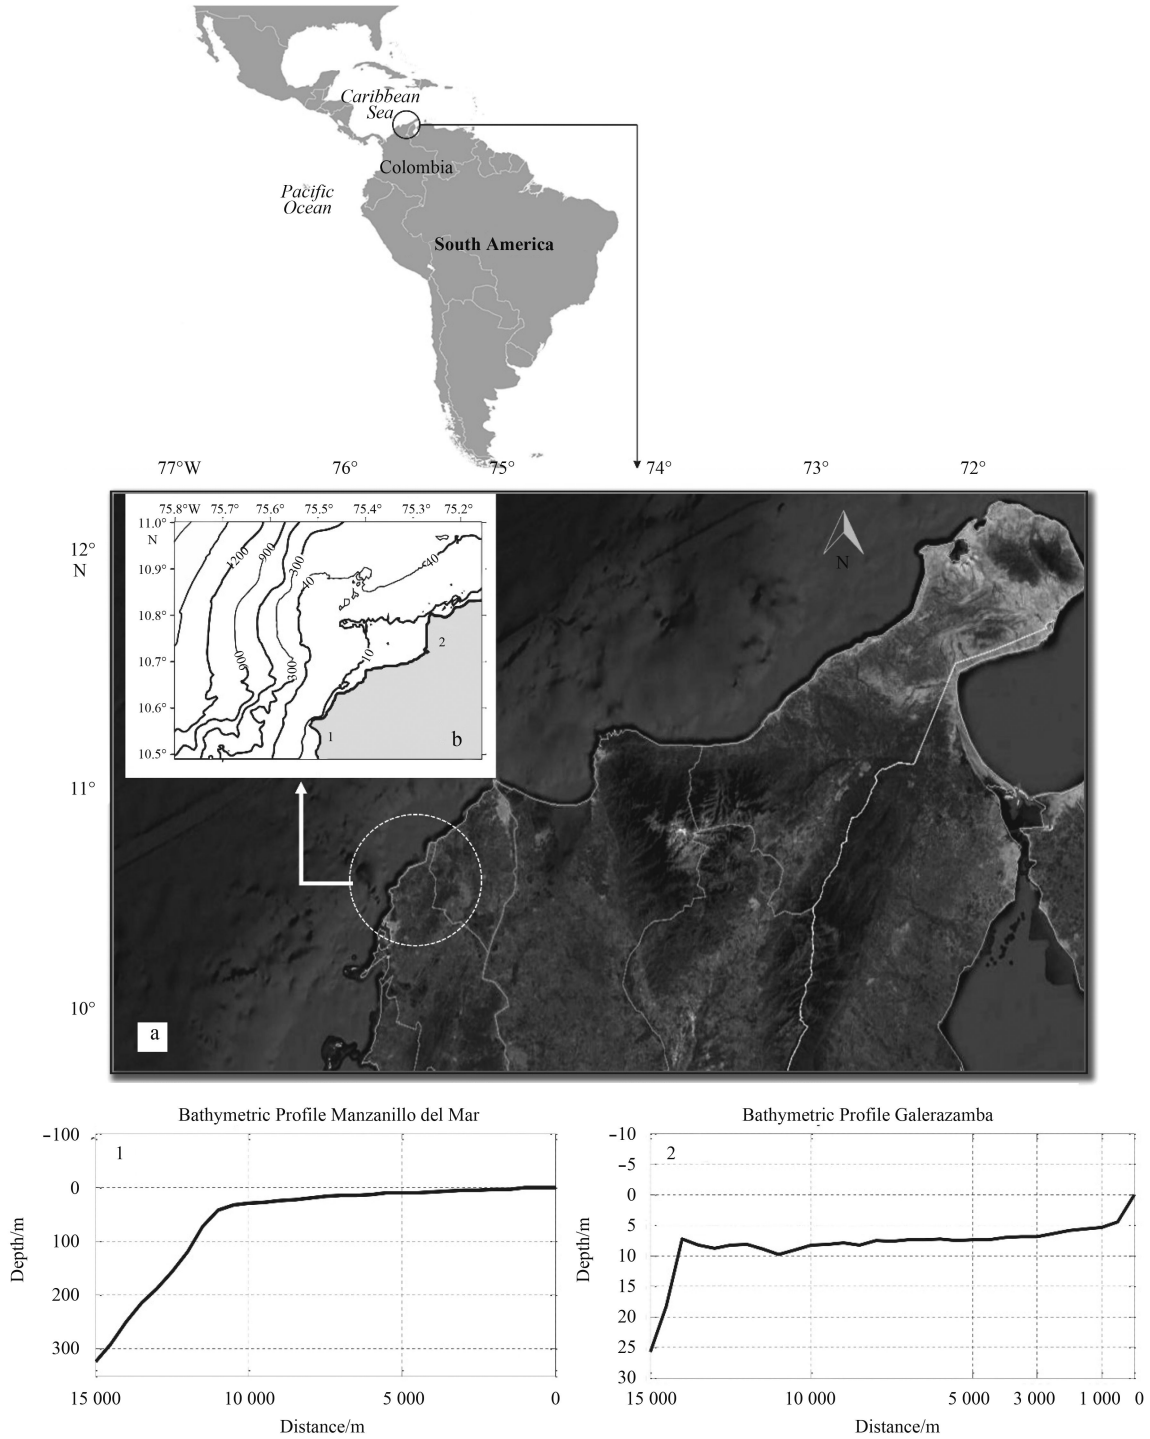 Caribbean
Sea
Colombia
Pacific
Ocean
South America
77°W 76° 75° 74° 73° 72°
75.8°W 75.7° 75.6° 75.5° 75.4° 75.3° 75.2°
11.0°
N
10.9°
10.8°
10.7°
10.6°
10.5°
1200
900
300
40
40
10
300
2
1
b
12°
N
11°
10°
N
a
Bathymetric Profile Manzanillo del Mar
1
Depth/m
-100
0
100
200
300
15 000 10 000 5 000 0
Distance/m
Bathymetric Profile Galerazamba
2
Depth/m
-10
-5
0
5
10
15
20
25
30
15 000 10 000 5 000 3 000 1 000 0
Distance/m